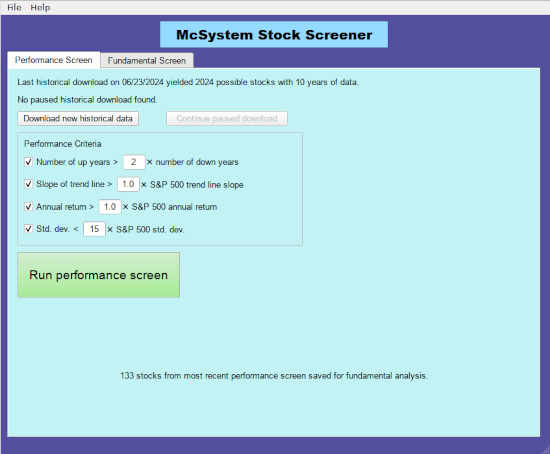 File Help
McSystem Stock Screener
Performance Screen Fundamental Screen
Last historical download on 06/23/2024 yielded 2024 possible stocks with 10 years of data.
No paused historical download found.
Download new historical data Continue paused download
Performance Criteria
Number of up years > 2 × number of down years
Slope of trend line > 1.0 × S&P 500 trend line slope
Annual return > 1.0 × S&P 500 annual return
Std. dev. < 15 × S&P 500 std. dev.
Run performance screen
133 stocks from most recent performance screen saved for fundamental analysis.